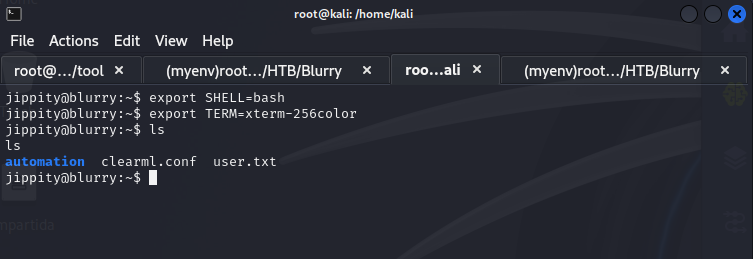 root@kali: /home/kali
File Actions Edit View Help
root@…/tool × (myenv)root…/HTB/Blurry × roo…ali × (myenv)root…/HTB/Blurry ×
jippity@blurry:~$ export SHELL=bash
jippity@blurry:~$ export TERM=xterm-256color
jippity@blurry:~$ ls
ls
automation clearml.conf user.txt
jippity@blurry:~$
mpartida